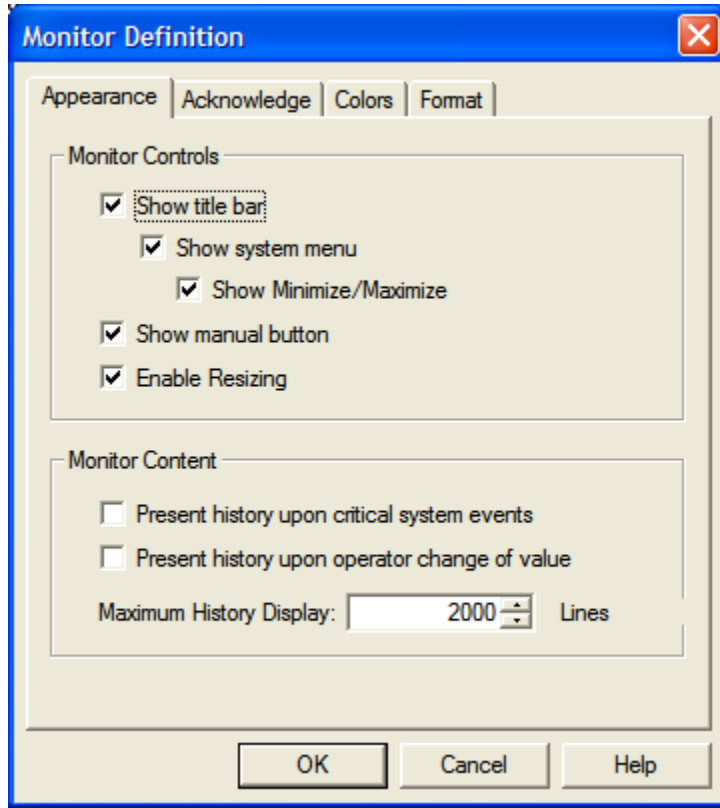 Monitor Definition
Appearance Acknowledge Colors Format
Monitor Controls
Show title bar
Show system menu
Show Minimize/Maximize
Show manual button
Enable Resizing
Monitor Content
Present history upon critical system events
Present history upon operator change of value
Maximum History Display: 2000 Lines
OK Cancel Help